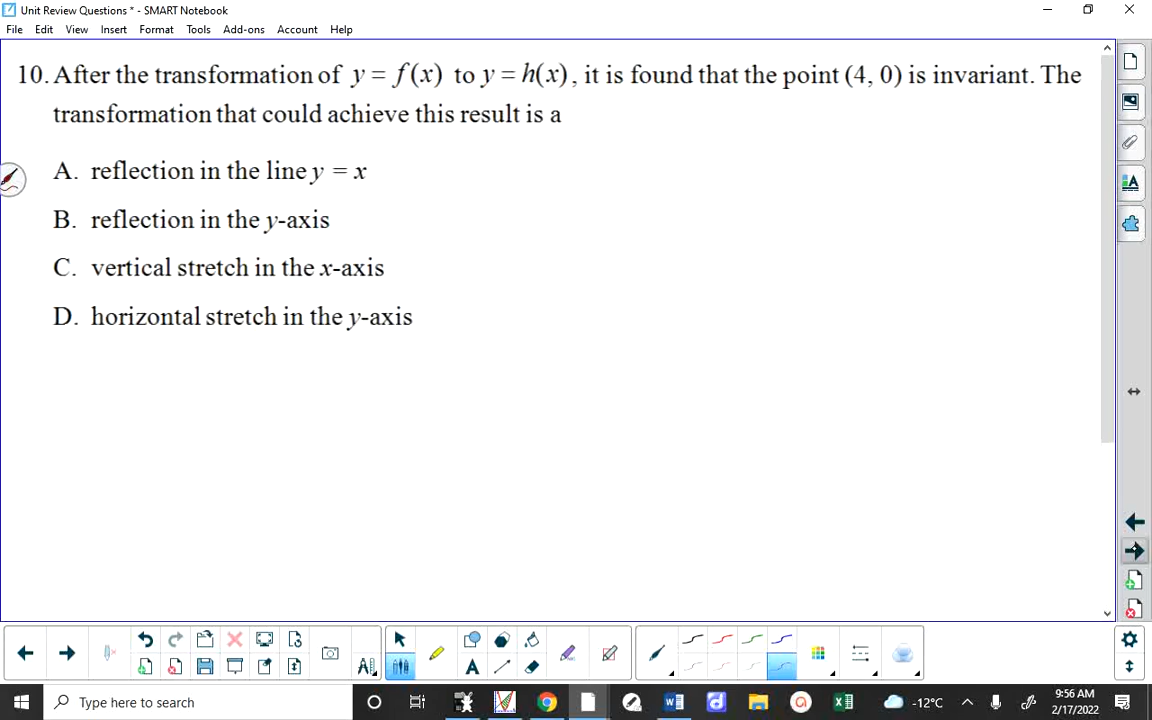 Unit Review Questions * - SMART Notebook
File Edit View Insert Format Tools Add-ons Account Help
10. After the transformation of y = f(x) to y = h(x), it is found that the point (4, 0) is invariant. The
transformation that could achieve this result is a
A. reflection in the line y = x
B. reflection in the y-axis
C. vertical stretch in the x-axis
D. horizontal stretch in the y-axis
Type here to search
-12°C
9:56 AM
2/17/2022